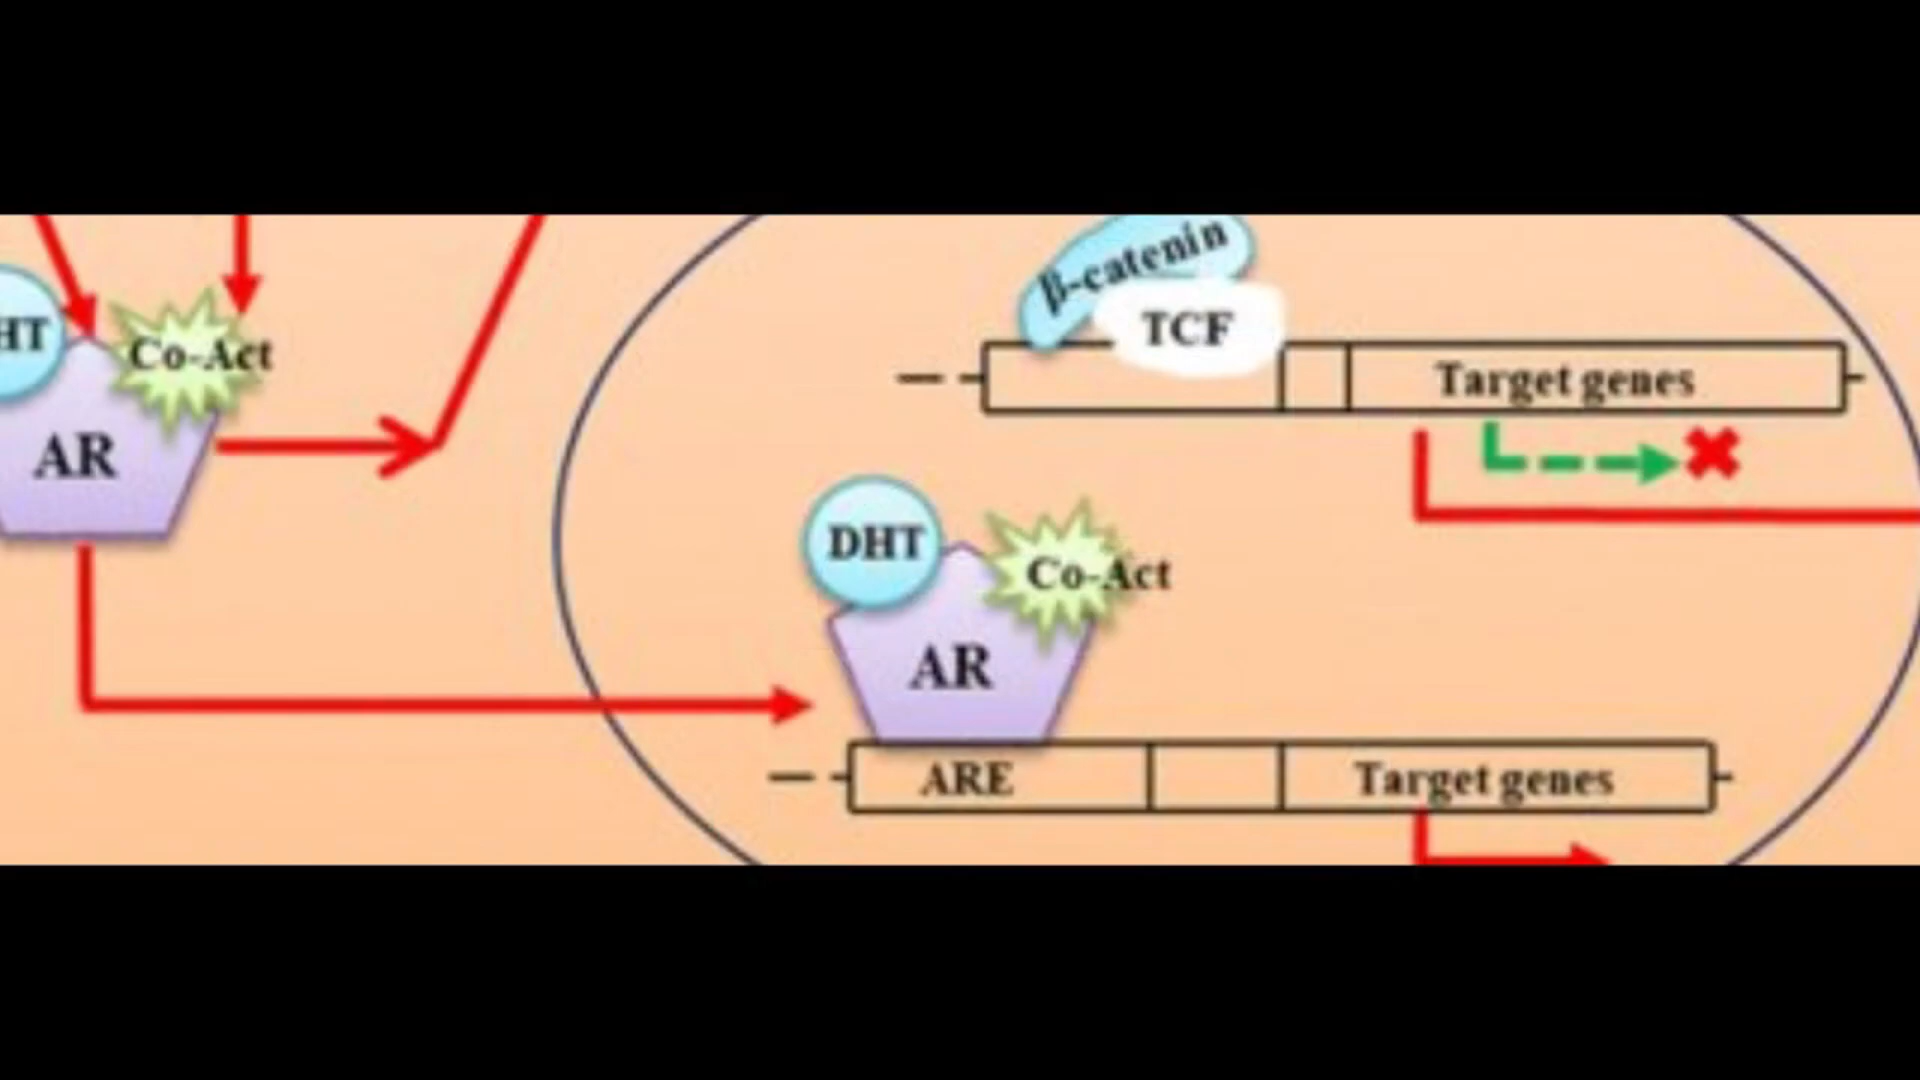 β-catenin
TCF
HT
Co-Act
AR
Target genes
DHT
Co-Act
AR
ARE
Target genes